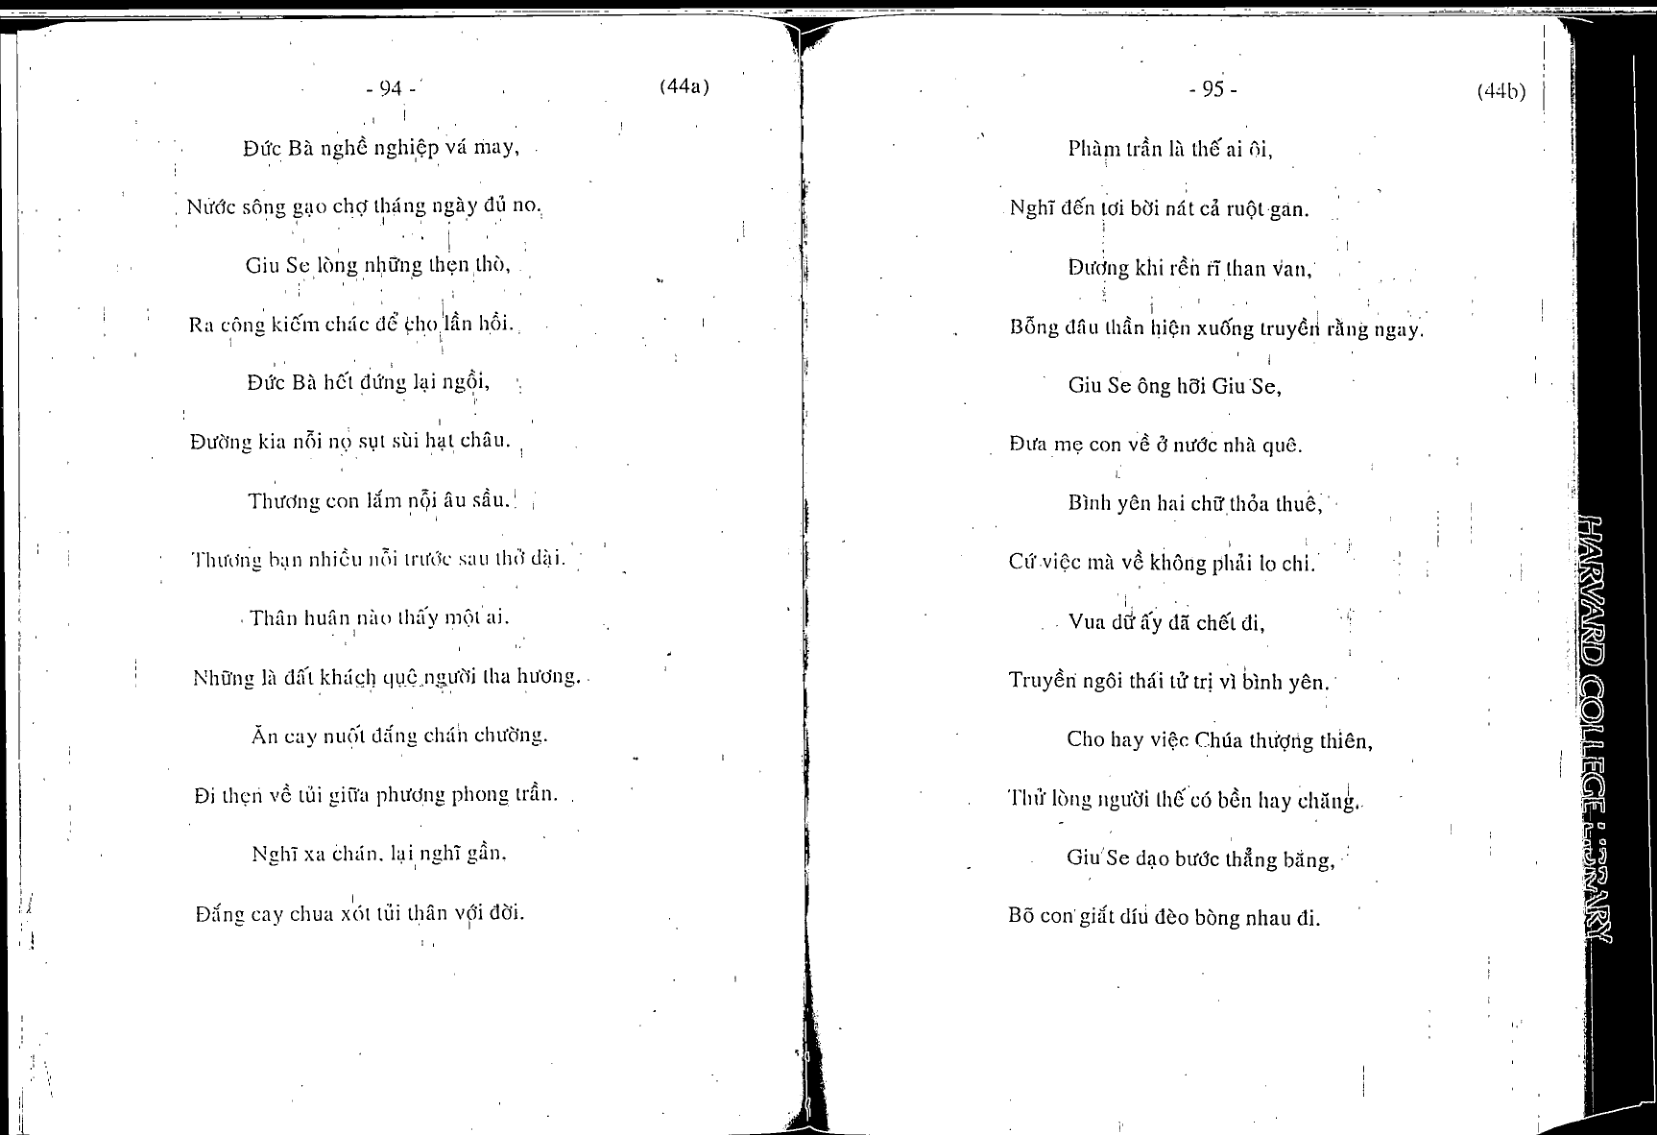 - 94 -
(44a)
Đức Bà nghề nghiệp vá may,
Nước sông gạo chợ tháng ngày đủ no.
Giu Se lòng những thẹn thò,
Ra công kiếm chác để cho lần hồi.
Đức Bà hết đứng lại ngồi,
Đường kia nỗi nọ sụt sùi hạt châu.
Thương con lắm nỗi âu sầu.
Thương bạn nhiều nỗi trước sau thở dài.
Thân huân nào thấy một ai.
Những là đất khách quê người tha hương.
Ăn cay nuốt đắng chán chường.
Đi thẹn về tủi giữa phương phong trần.
Nghĩ xa chán, lại nghĩ gần,
Đắng cay chua xót tủi thân với đời.
- 95 -
(44b)
Phàm trần là thế ai ôi,
Nghĩ đến tơi bời nát cả ruột gan.
Đương khi rền rĩ than van,
Bỗng đâu thần hiện xuống truyền rằng ngay.
Giu Se ông hỡi Giu Se,
Đưa mẹ con về ở nước nhà quê.
Bình yên hai chữ thỏa thuê,
Cứ việc mà về không phải lo chi.
Vua dữ ấy đã chết đi,
Truyền ngôi thái tử trị vì bình yên.
Cho hay việc Chúa thượng thiên,
Thử lòng người thế có bền hay chăng.
Giu Se dạo bước thẳng băng,
Bõ con giắt díu đèo bòng nhau đi.
HARVARD COLLEGE LIBRARY